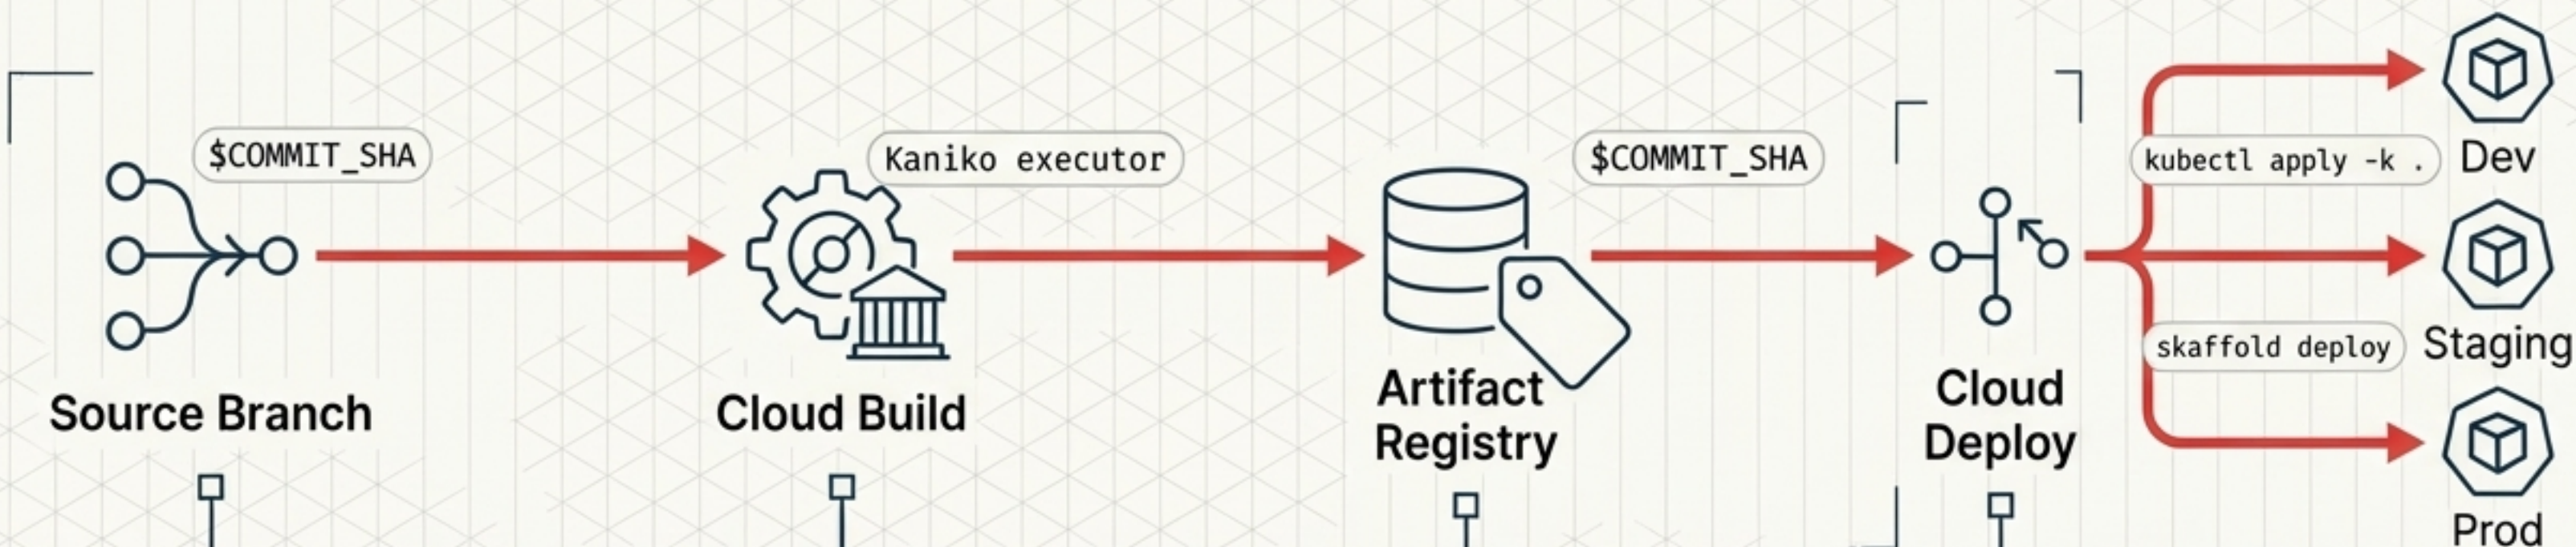 $COMMIT_SHA
Source Branch
Kaniko executor
Cloud Build
$COMMIT_SHA
Artifact
Registry
Cloud
Deploy
kubectl apply -k .
skaffold deploy
Dev
Staging
Prod